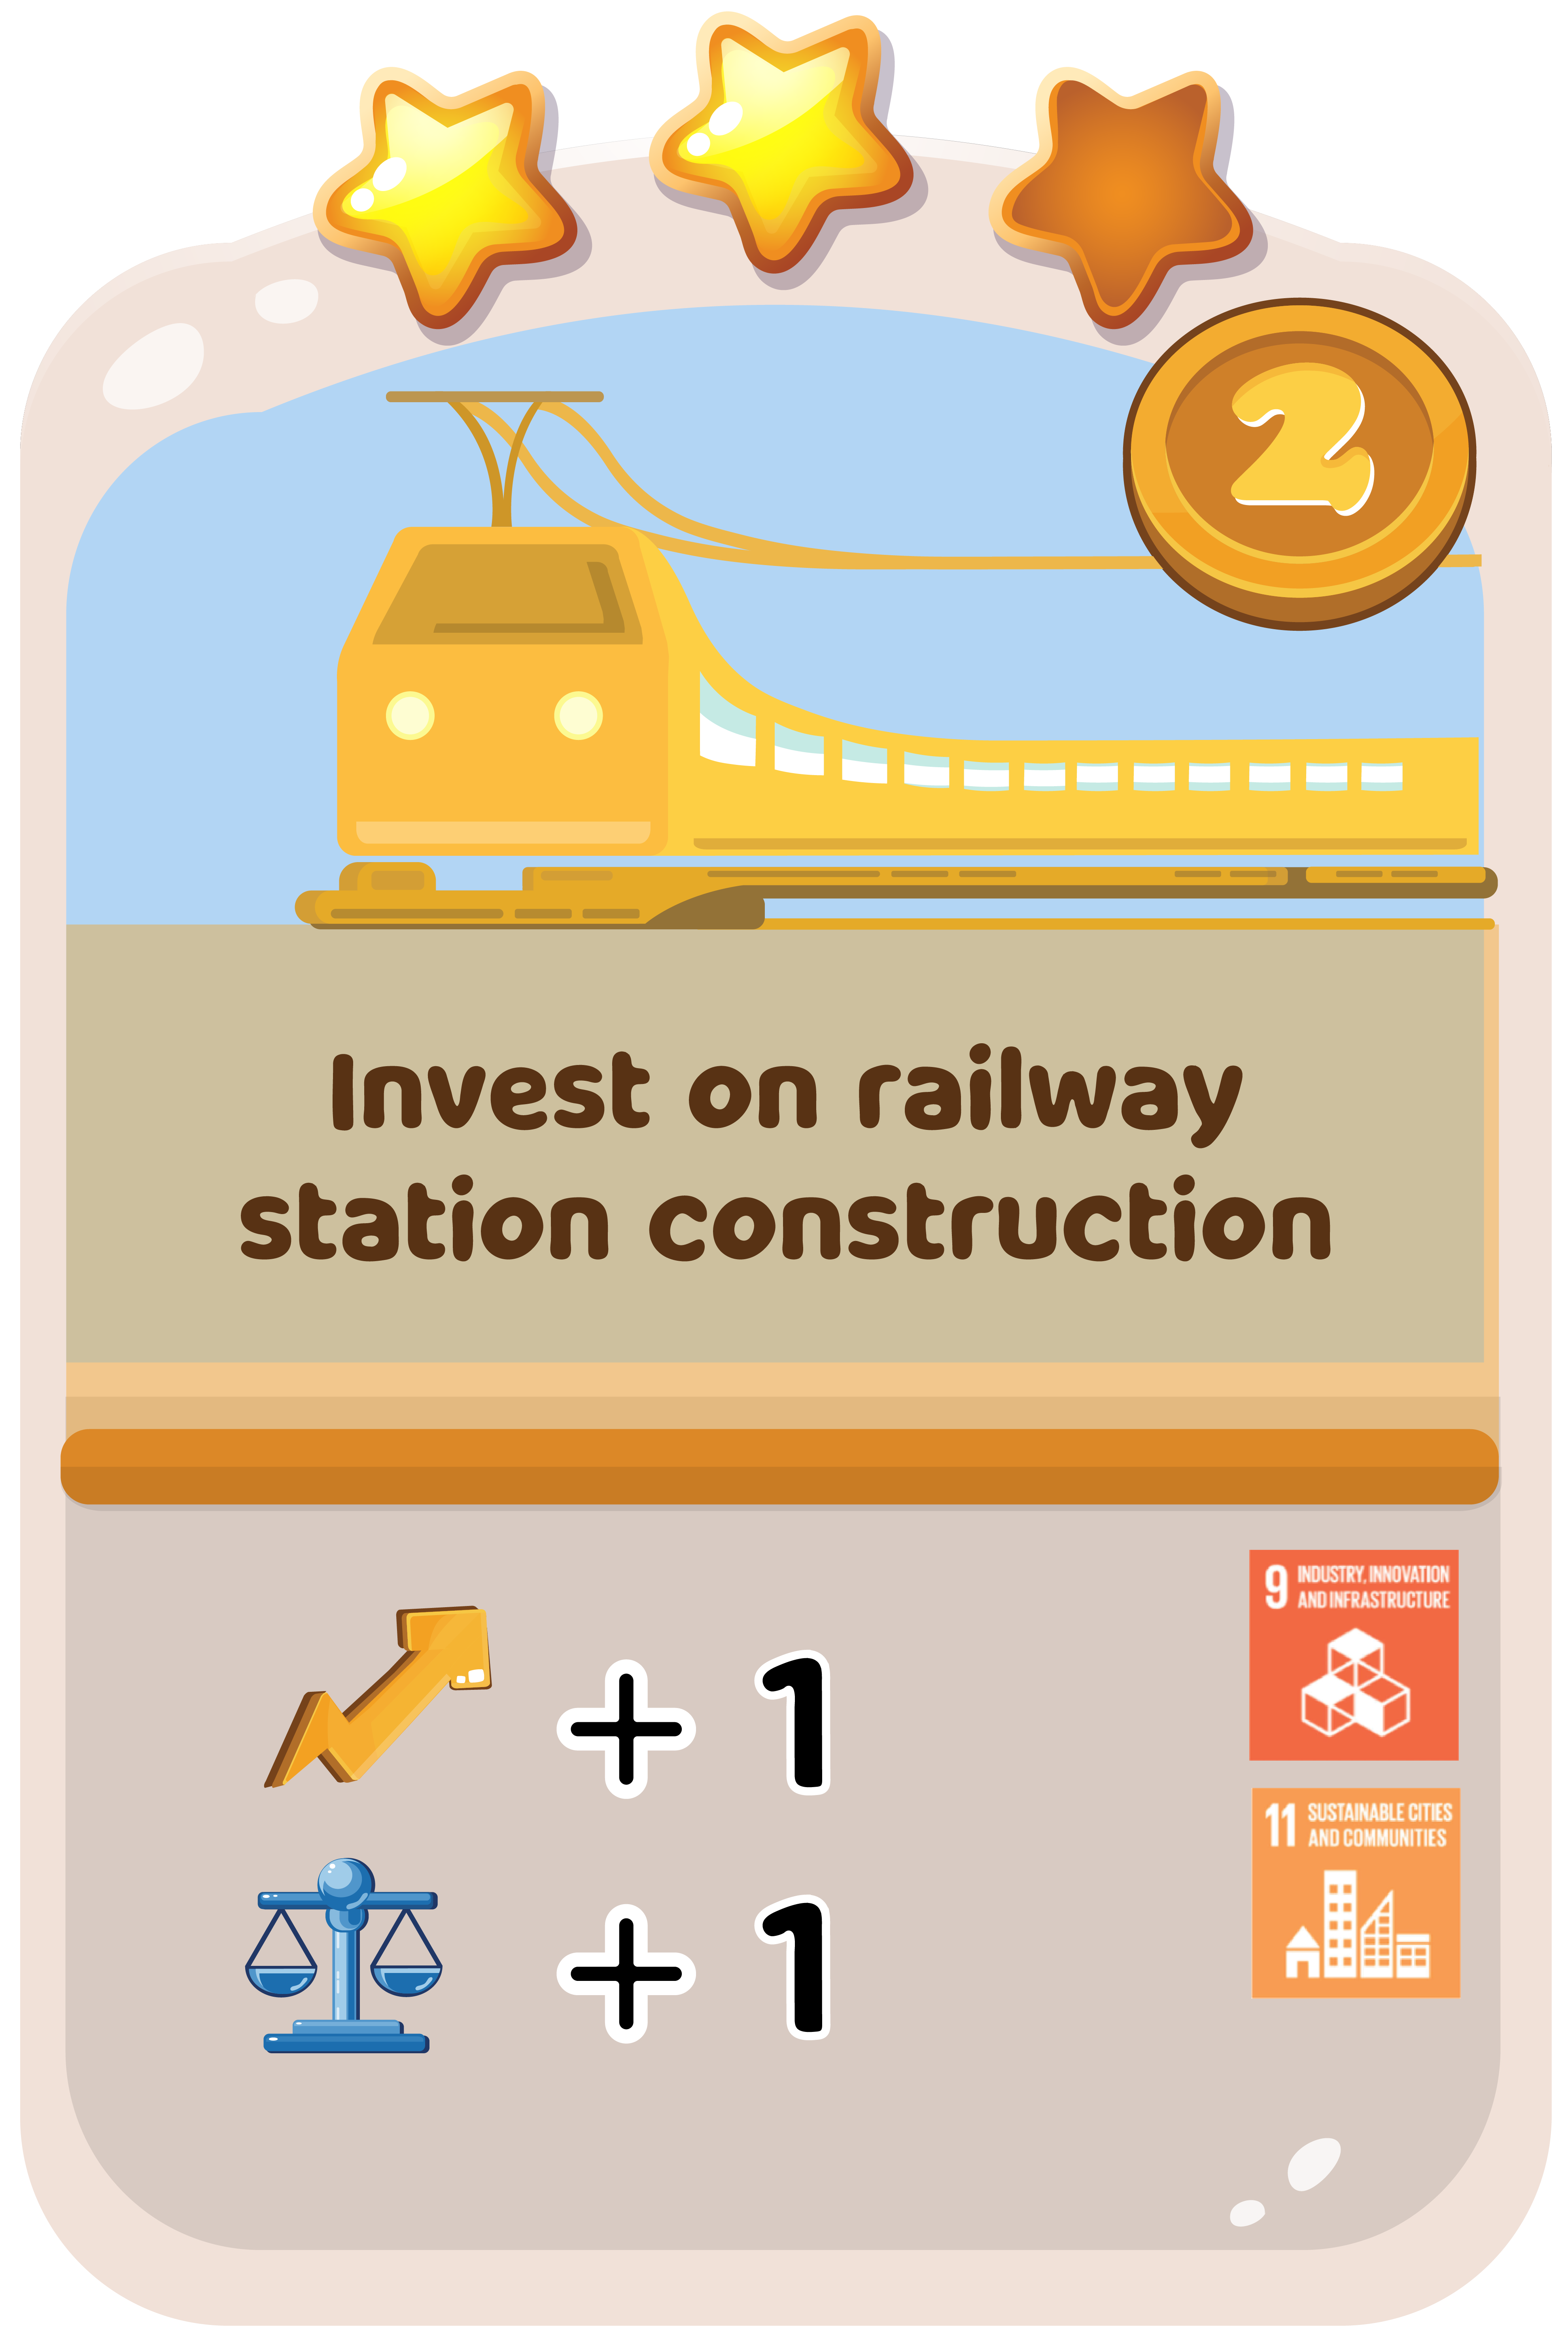 2
Invest on railway
station construction
9 INDUSTRY, INNOVATION
AND INFRASTRUCTURE
+ 1
11 SUSTAINABLE CITIES
AND COMMUNITIES
+ 1